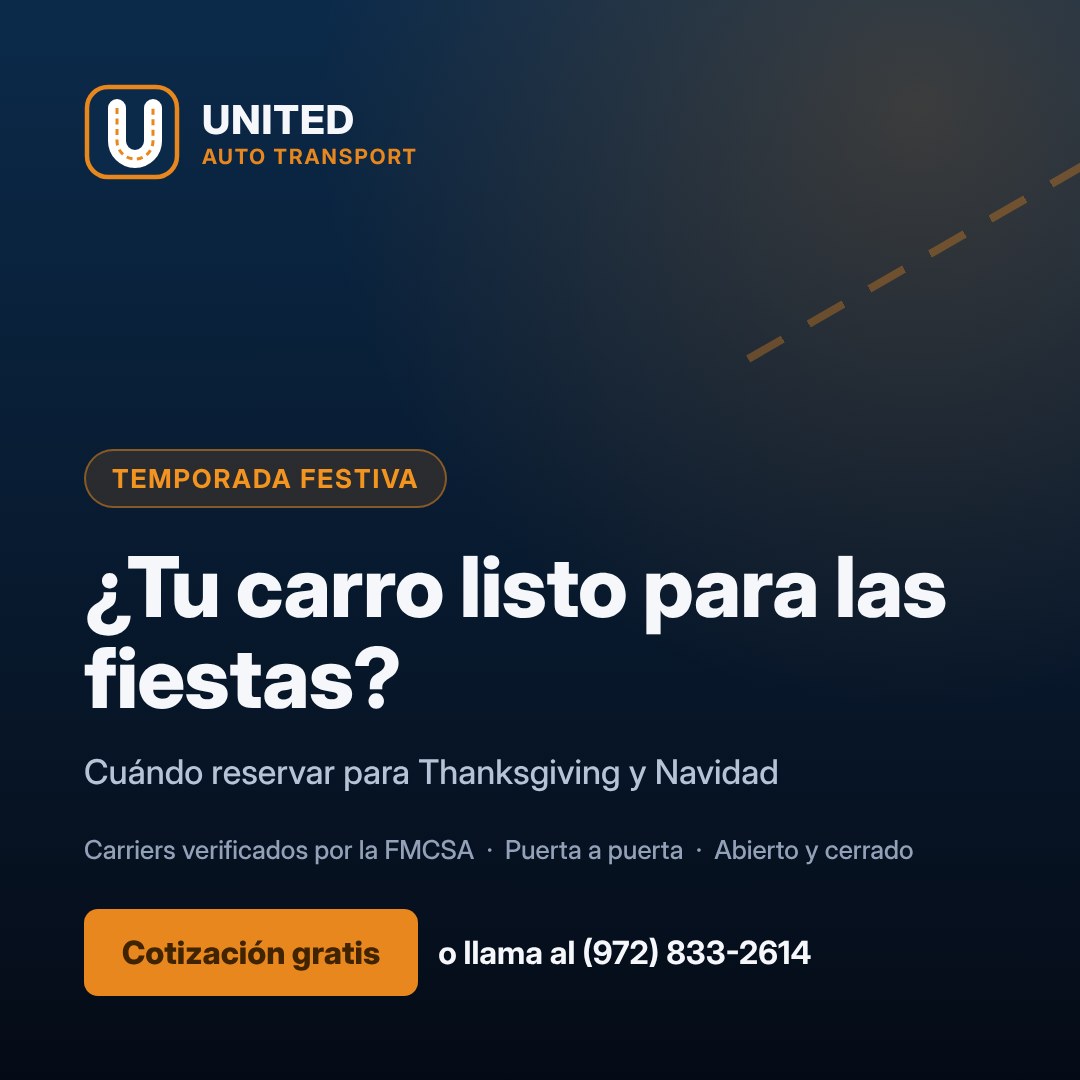 UNITED
AUTO TRANSPORT
TEMPORADA FESTIVA
¿Tu carro listo para las
fiestas?
Cuándo reservar para Thanksgiving y Navidad
Carriers verificados por la FMCSA · Puerta a puerta · Abierto y cerrado
Cotización gratis o llama al (972) 833-2614